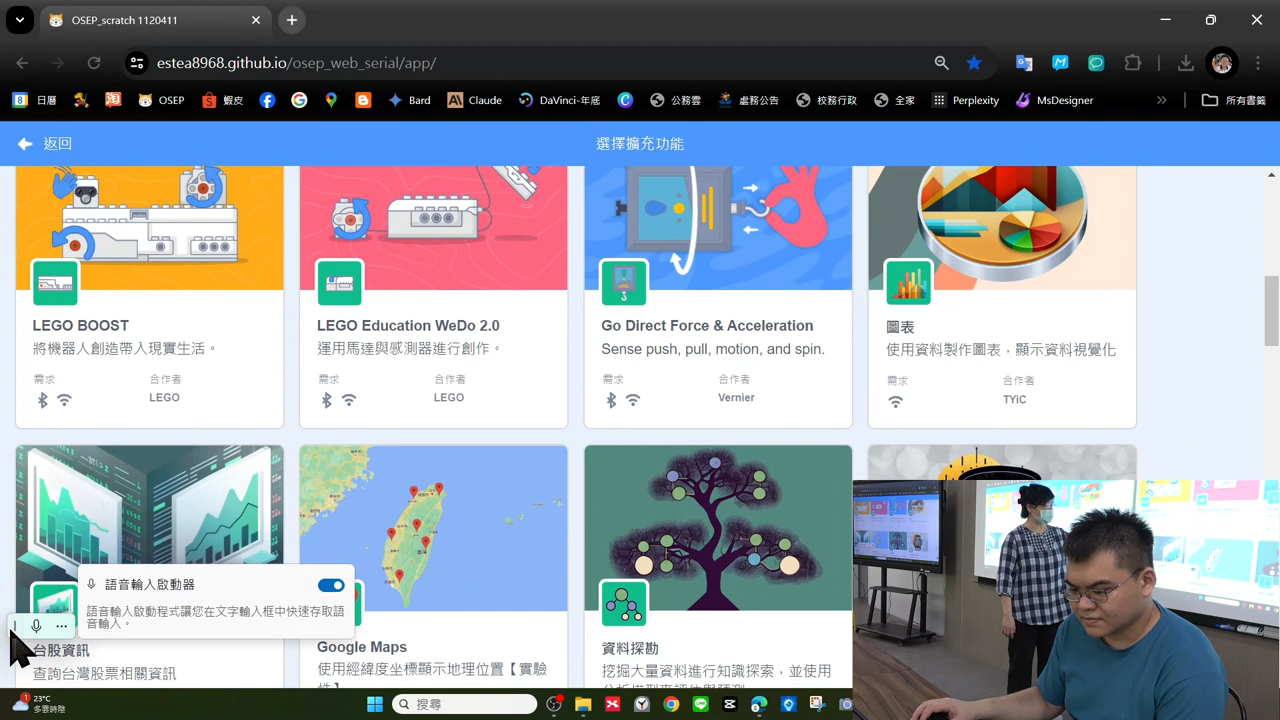 OSEP_scratch 1120411
estea8968.github.io/osep_web_serial/app/
8 日曆
淘
OSEP
蝦皮
Bard
Claude
DaVinci-年底
公務雲
虛務公告
校務行政
全家
Perplexity
MsDesigner
所有書籤
返回
選擇擴充功能
LEGO BOOST
將機器人創造帶入現實生活。
需求
合作者
LEGO
LEGO Education WeDo 2.0
運用馬達與感測器進行創作。
需求
合作者
LEGO
Go Direct Force & Acceleration
Sense push, pull, motion, and spin.
需求
合作者
Vernier
圖表
使用資料製作圖表，顯示資料視覺化
需求
合作者
TYiC
台灣
語音輸入啟動器
語音輸入啟動程式讓您在文字輸入框中快速存取語
音輸入。
台股資訊
查詢台灣股票相關資訊
Google Maps
使用經緯度坐標顯示地理位置【實驗
性】
資料探勘
挖掘大量資料進行知識探索，並使用
1
23°C
多雲時陰
搜尋